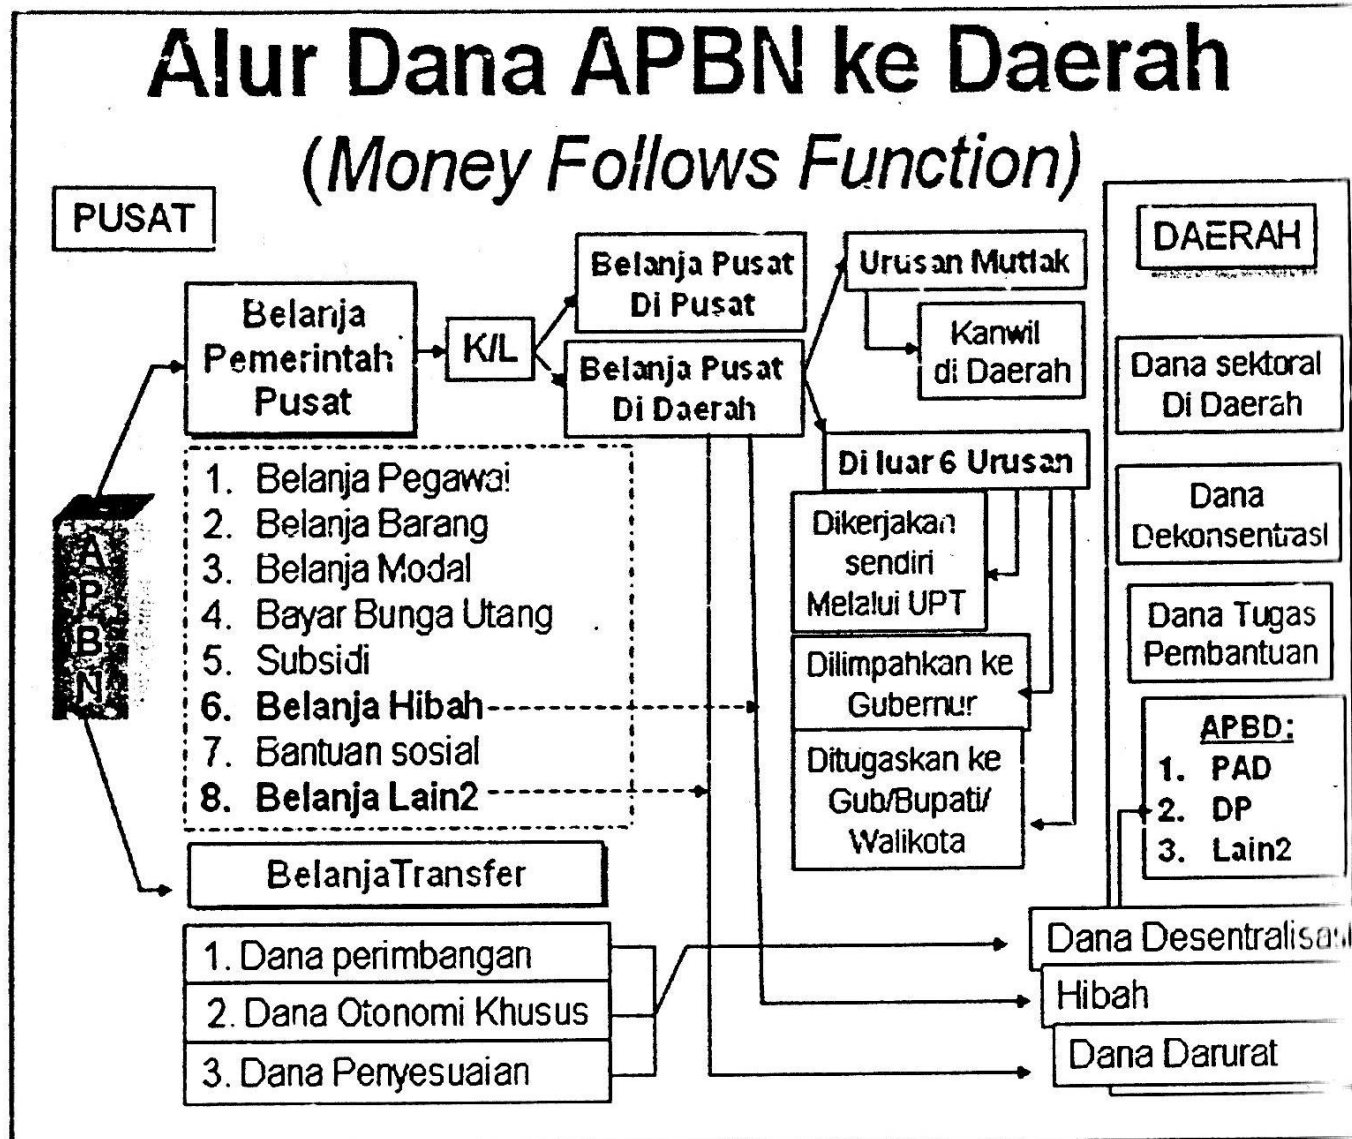 Alur Dana APBN ke Daerah
(Money Follows Function)
PUSAT
DAERAH
APBN
Belanja
Pemerintah
Pusat
K/L
Belanja Pusat
Di Pusat
Belanja Pusat
Di Daerah
Urusan Mutlak
Kanwil
di Daerah
Di luar 6 Urusan
Dikerjakan
sendiri
Melalui UPT
Dilimpahkan ke
Gubernur
Ditugaskan ke
Gub/Bupati/
Walikota
1. Belanja Pegawai
2. Belanja Barang
3. Belanja Modal
4. Bayar Bunga Utang
5. Subsidi
6. Belanja Hibah
7. Bantuan sosial
8. Belanja Lain2
BelanjaTransfer
1. Dana perimbangan
2. Dana Otonomi Khusus
3. Dana Penyesuaian
Dana sektoral
Di Daerah
Dana
Dekonsentrasi
Dana Tugas
Pembantuan
APBD:
1. PAD
2. DP
3. Lain2
Dana Desentralisasi
Hibah
Dana Darurat